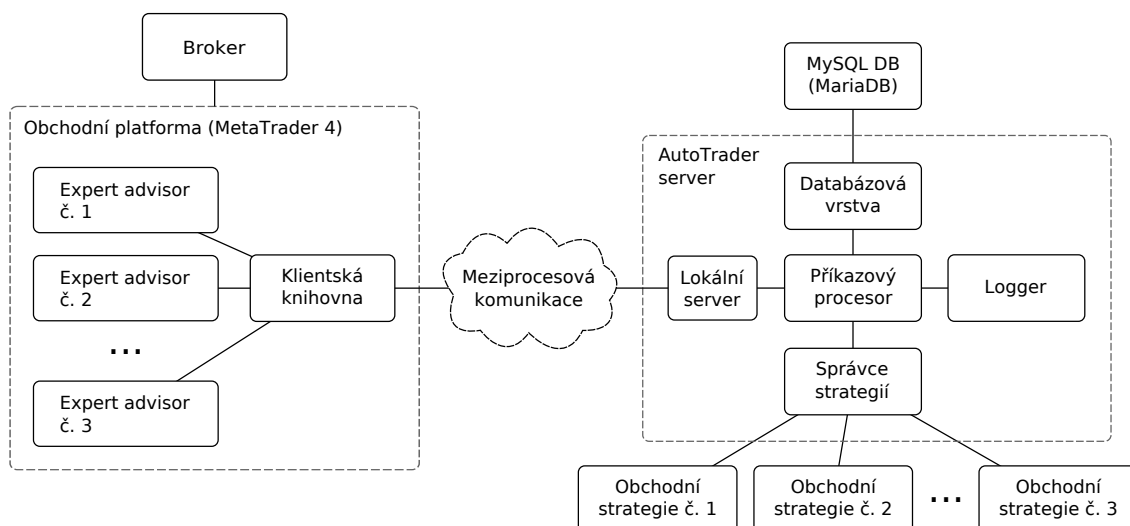 Broker
Obchodní platforma (MetaTrader 4)
Expert advisor
č. 1
Expert advisor
č. 2
...
Expert advisor
č. 3
Klientská
knihovna
Meziprocesová
komunikace
MySQL DB
(MariaDB)
AutoTrader
server
Databázová
vrstva
Lokální
server
Příkazový
procesor
Logger
Správce
strategií
Obchodní
strategie č. 1
Obchodní
strategie č. 2
...
Obchodní
strategie č. 3